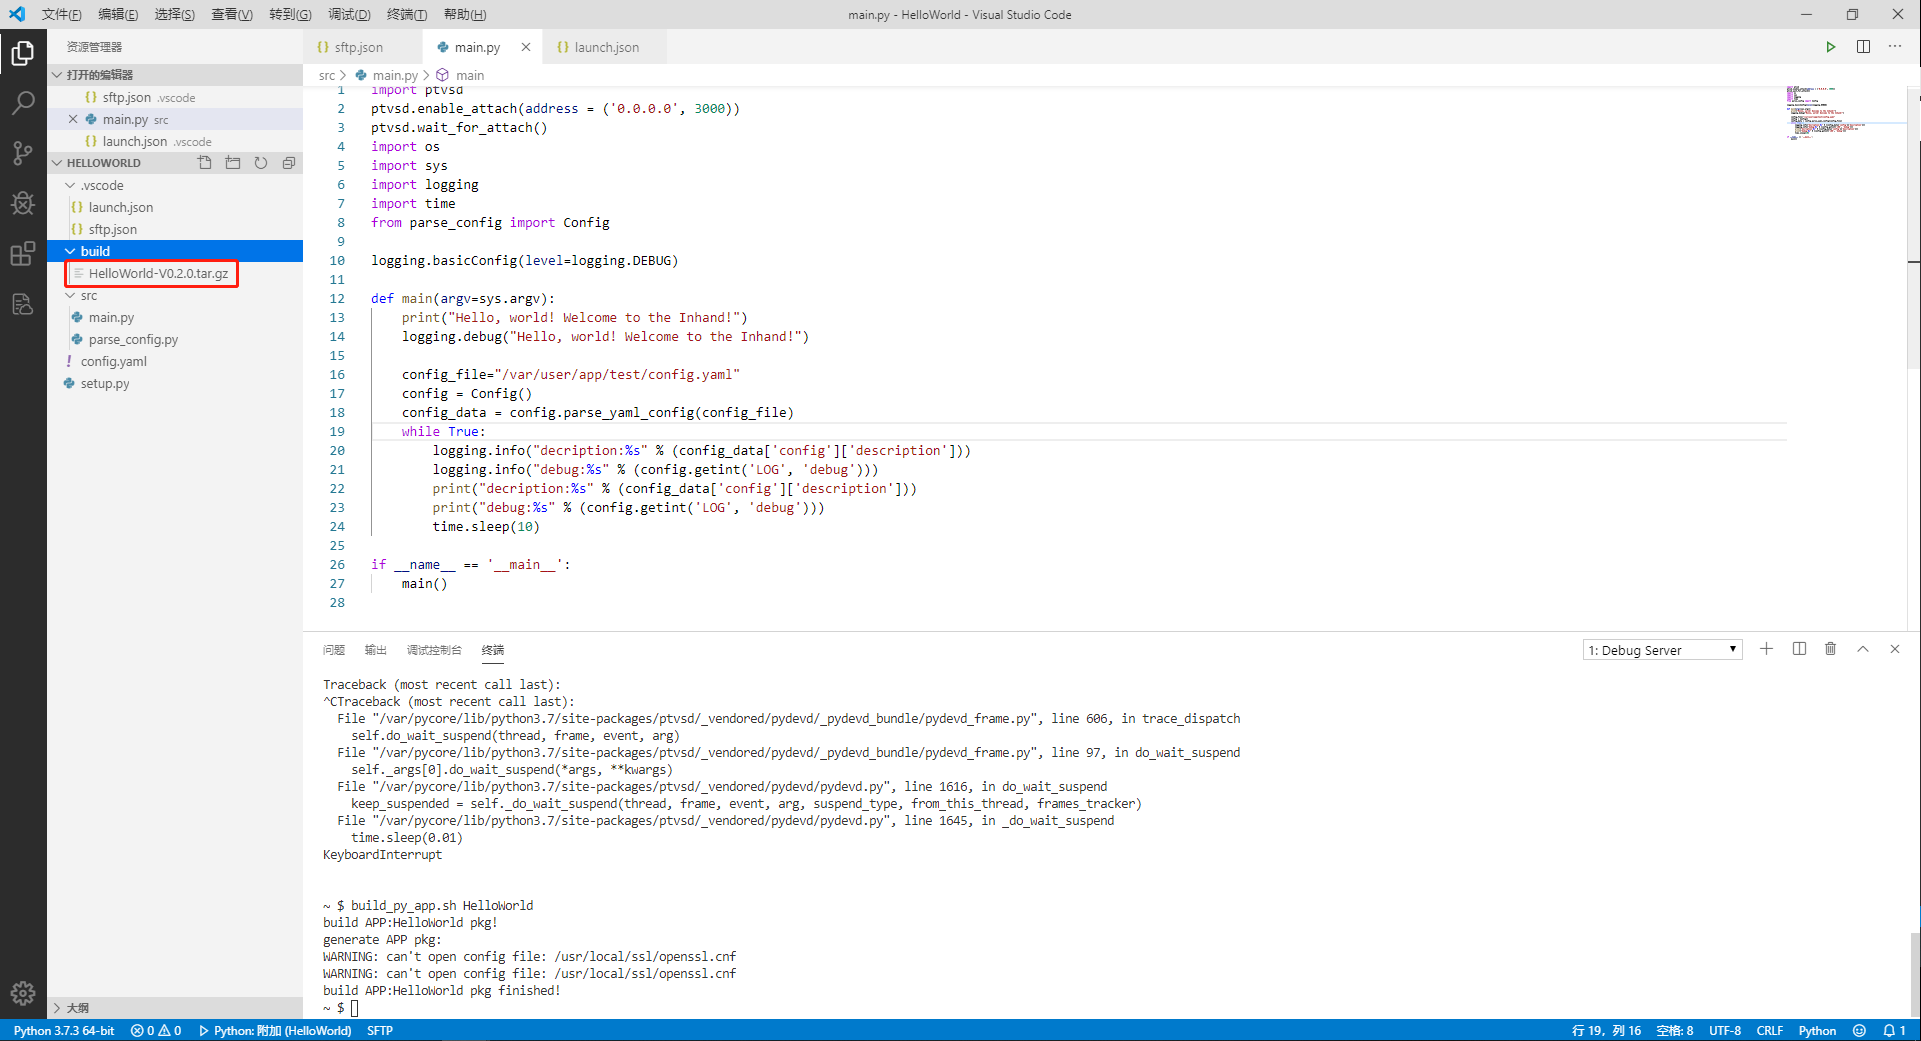 文件(F) 编辑(E) 选择(S) 查看(V) 转到(G) 调试(D) 终端(T) 帮助(H)
main.py - HelloWorld - Visual Studio Code
资源管理器
打开的编辑器
sftp.json .vscode
main.py src
launch.json .vscode
HELLOWORLD
.vscode
launch.json
sftp.json
build
HelloWorld-V0.2.0.tar.gz
src
main.py
parse_config.py
config.yaml
setup.py
大纲
sftp.json main.py launch.json
src > main.py > main
1 import ptvsd
2 ptvsd.enable_attach(address = ('0.0.0.0', 3000))
3 ptvsd.wait_for_attach()
4 import os
5 import sys
6 import logging
7 import time
8 from parse_config import Config
9
10 logging.basicConfig(level=logging.DEBUG)
11
12 def main(argv=sys.argv):
13 print("Hello, world! Welcome to the Inhand!")
14 logging.debug("Hello, world! Welcome to the Inhand!")
15
16 config_file="/var/user/app/test/config.yaml"
17 config = Config()
18 config_data = config.parse_yaml_config(config_file)
19 while True:
20 logging.info("decription:%s" % (config_data['config']['description']))
21 logging.info("debug:%s" % (config.getint('LOG', 'debug')))
22 print("decription:%s" % (config_data['config']['description']))
23 print("debug:%s" % (config.getint('LOG', 'debug')))
24 time.sleep(10)
25
26 if __name__ == '__main__':
27 main()
28
问题 输出 调试控制台 终端
1: Debug Server
Traceback (most recent call last):
^CTraceback (most recent call last):
File "/var/pycore/lib/python3.7/site-packages/ptvsd/_vendored/pydevd/_pydevd_bundle/pydevd_frame.py", line 606, in trace_dispatch
self.do_wait_suspend(thread, frame, event, arg)
File "/var/pycore/lib/python3.7/site-packages/ptvsd/_vendored/pydevd/_pydevd_bundle/pydevd_frame.py", line 97, in do_wait_suspend
self._args[0].do_wait_suspend(*args, **kwargs)
File "/var/pycore/lib/python3.7/site-packages/ptvsd/_vendored/pydevd/pydevd.py", line 1616, in do_wait_suspend
keep_suspended = self._do_wait_suspend(thread, frame, event, arg, suspend_type, from_this_thread, frames_tracker)
File "/var/pycore/lib/python3.7/site-packages/ptvsd/_vendored/pydevd/pydevd.py", line 1645, in _do_wait_suspend
time.sleep(0.01)
KeyboardInterrupt
~ $ build_py_app.sh HelloWorld
build APP:HelloWorld pkg!
generate APP pkg:
WARNING: can't open config file: /usr/local/ssl/openssl.cnf
WARNING: can't open config file: /usr/local/ssl/openssl.cnf
build APP:HelloWorld pkg finished!
~ $
Python 3.7.3 64-bit 0 0 Python: 附加 (HelloWorld) SFTP
行 19, 列 16 空格: 8 UTF-8 CRLF Python 1